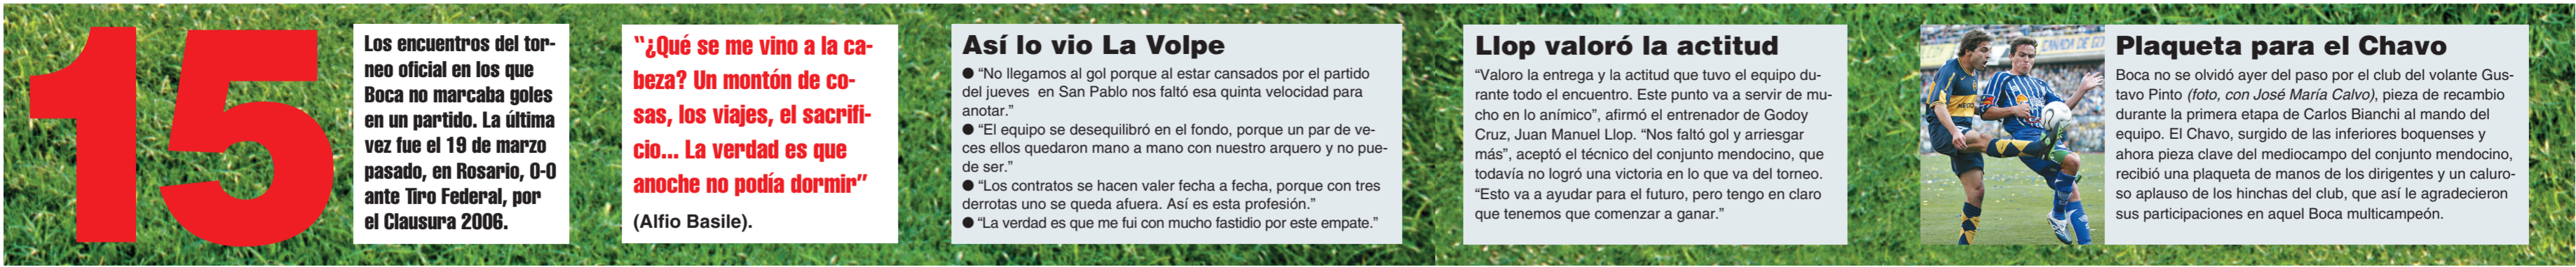 15
Los encuentros del tor-
neo oficial en los que
Boca no marcaba goles
en un partido. La última
vez fue el 19 de marzo
pasado, en Rosario, 0-0
ante Tiro Federal, por
el Clausura 2006.
“¿Qué se me vino a la ca-
beza? Un montón de co-
sas, los viajes, el sacrifi-
cio... La verdad es que
anoche no podía dormir”
(Alfio Basile).
Así lo vio La Volpe
● “No llegamos al gol porque al estar cansados por el partido
del jueves en San Pablo nos faltó esa quinta velocidad para
anotar.”
● “El equipo se desequilibró en el fondo, porque un par de ve-
ces ellos quedaron mano a mano con nuestro arquero y no pue-
de ser.”
● “Los contratos se hacen valer fecha a fecha, porque con tres
derrotas uno se queda afuera. Así es esta profesión.”
● “La verdad es que me fui con mucho fastidio por este empate.”
Llop valoró la actitud
“Valoro la entrega y la actitud que tuvo el equipo du-
rante todo el encuentro. Este punto va a servir de mu-
cho en lo anímico”, afirmó el entrenador de Godoy
Cruz, Juan Manuel Llop. “Nos faltó gol y arriesgar
más”, aceptó el técnico del conjunto mendocino, que
todavía no logró una victoria en lo que va del torneo.
“Esto va a ayudar para el futuro, pero tengo en claro
que tenemos que comenzar a ganar.”
Plaqueta para el Chavo
Boca no se olvidó ayer del paso por el club del volante Gus-
tavo Pinto (foto, con José María Calvo), pieza de recambio
durante la primera etapa de Carlos Bianchi al mando del
equipo. El Chavo, surgido de las inferiores boquenses y
ahora pieza clave del mediocampo del conjunto mendocino,
recibió una plaqueta de manos de los dirigentes y un caluro-
so aplauso de los hinchas del club, que así le agradecieron
sus participaciones en aquel Boca multicampeón.